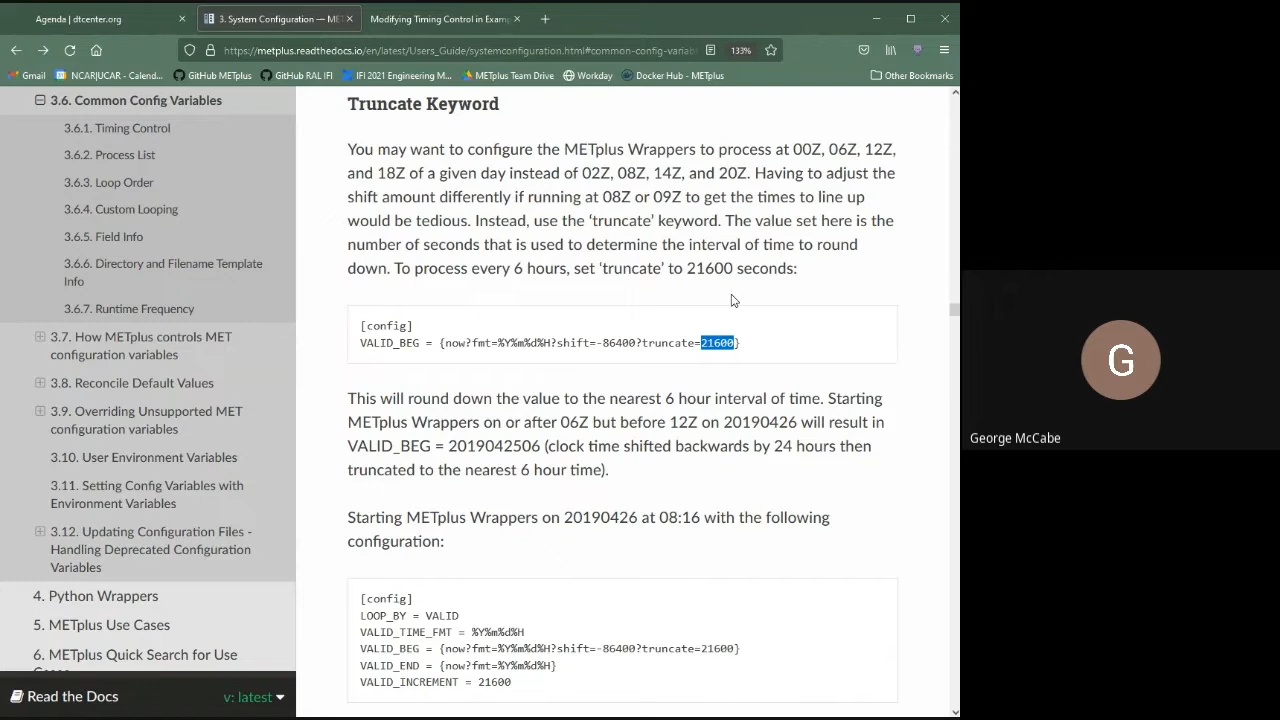 Agenda | dtcenter.org
3. System Configuration — MET
Modifying Timing Control in Examp
https://metplus.readthedocs.io/en/latest/Users_Guide/systemconfiguration.html#common-config-variab
133%
Gmail
NCAR|UCAR - Calend...
GitHub METplus
GitHub RAL IFI
IFI 2021 Engineering M...
METplus Team Drive
Workday
Docker Hub - METplus
Other Bookmarks
3.6. Common Config Variables
3.6.1. Timing Control
3.6.2. Process List
3.6.3. Loop Order
3.6.4. Custom Looping
3.6.5. Field Info
3.6.6. Directory and Filename Template
Info
3.6.7. Runtime Frequency
3.7. How METplus controls MET
configuration variables
3.8. Reconcile Default Values
3.9. Overriding Unsupported MET
configuration variables
3.10. User Environment Variables
3.11. Setting Config Variables with
Environment Variables
3.12. Updating Configuration Files -
Handling Deprecated Configuration
Variables
4. Python Wrappers
5. METplus Use Cases
6. METplus Quick Search for Use
Read the Docs
v: latest
Truncate Keyword
You may want to configure the METplus Wrappers to process at 00Z, 06Z, 12Z,
and 18Z of a given day instead of 02Z, 08Z, 14Z, and 20Z. Having to adjust the
shift amount differently if running at 08Z or 09Z to get the times to line up
would be tedious. Instead, use the ‘truncate’ keyword. The value set here is the
number of seconds that is used to determine the interval of time to round
down. To process every 6 hours, set ‘truncate’ to 21600 seconds:
[config]
VALID_BEG = {now?fmt=%Y%m%d%H?shift=-86400?truncate=21600}
This will round down the value to the nearest 6 hour interval of time. Starting
METplus Wrappers on or after 06Z but before 12Z on 20190426 will result in
VALID_BEG = 2019042506 (clock time shifted backwards by 24 hours then
truncated to the nearest 6 hour time).
Starting METplus Wrappers on 20190426 at 08:16 with the following
configuration:
[config]
LOOP_BY = VALID
VALID_TIME_FMT = %Y%m%d%H
VALID_BEG = {now?fmt=%Y%m%d%H?shift=-86400?truncate=21600}
VALID_END = {now?fmt=%Y%m%d%H}
VALID_INCREMENT = 21600
G
George McCabe